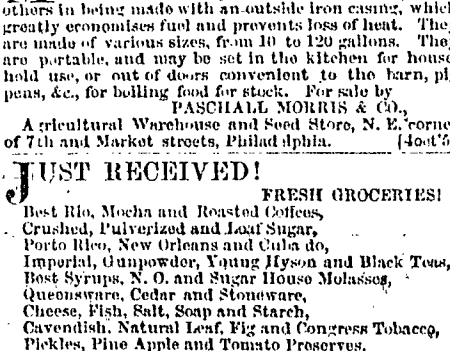 others in being made with an outside iron casing, which
greatly economises fuel and prevents loss of heat. The
are made of various sizes, from 10 to 120 gallons. The
are portable, and may be set in the kitchen for house
hold use, or out of doors convenient to the barn, pi
pens, &c., for boiling food for stock. For sale by
PASCHALL MORRIS & CO.,
Agricultural Warehouse and Seed Store, N. E. corne
of 7th and Market streets, Philadelphia. [4oct'5
JUST RECEIVED!
FRESH GROCERIES!
Best Rio, Mocha and Roasted Coffees,
Crushed, Pulverized and Loaf Sugar,
Porto Rico, New Orleans and Cuba do,
Imperial, Gunpowder, Young Hyson and Black Teas,
Best Syrups, N. O. and Sugar House Molasses,
Queensware, Cedar and Stoneware,
Cheese, Fish, Salt, Soap and Starch,
Cavendish, Natural Leaf, Fig and Congress Tobacco,
Pickles, Pine Apple and Tomato Preserves.